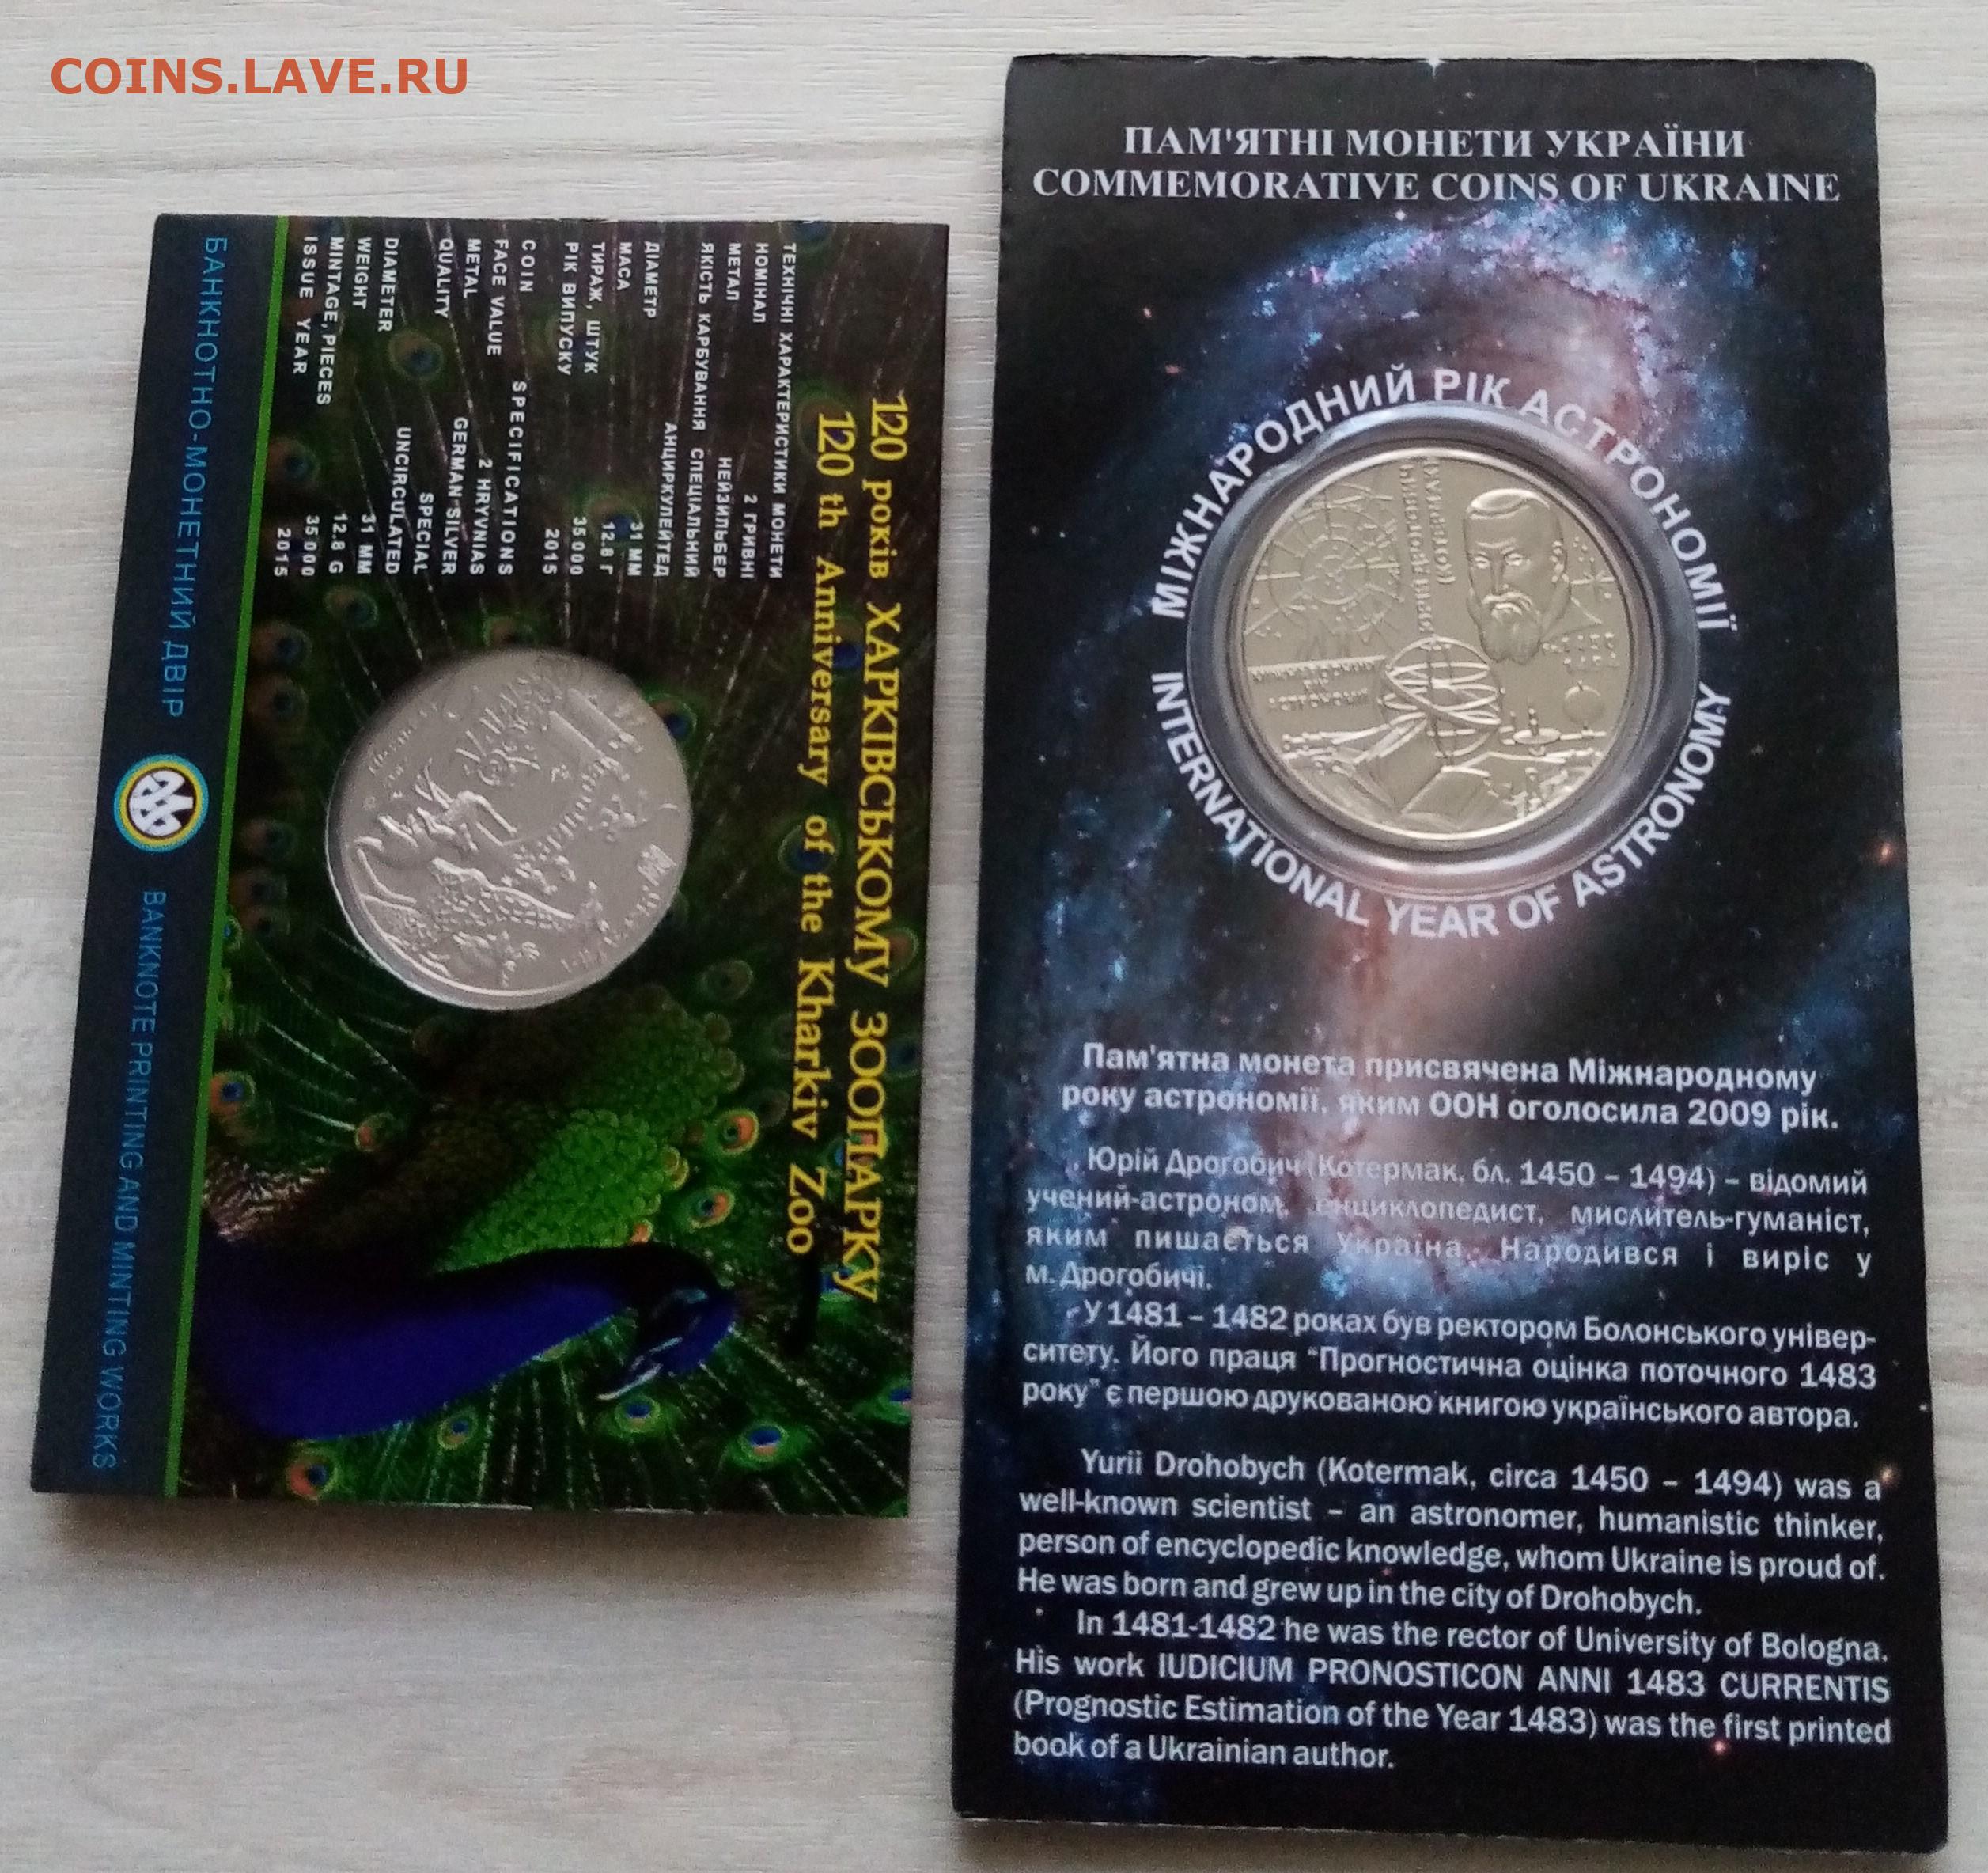 COINS.LAVE.RU
120 років ХАРКІВСЬКОМУ ЗООПАРКУ
120 th Anniversary of the Kharkiv Zoo
ТЕХНІЧНІ ХАРАКТЕРИСТИКИ МОНЕТИ
НОМІНАЛ 2 ГРИВНІ
МЕТАЛ НЕЙЗИЛЬБЕР
ЯКІСТЬ КАРБУВАННЯ СПЕЦІАЛЬНИЙ
АНЦИРКУЛЕЙТЕД
ДІАМЕТР 31 ММ
МАСА 12.8 Г
ТИРАЖ, ШТУК 35 000
РІК ВИПУСКУ 2015
COIN SPECIFICATIONS
FACE VALUE 2 HRYVNIAS
METAL GERMAN SILVER
QUALITY SPECIAL
UNCIRCULATED
DIAMETER 31 MM
WEIGHT 12.8 G
MINTAGE, PIECES 35 000
ISSUE YEAR 2015
БАНКНОТНО-МОНЕТНИЙ ДВІР
BANKNOTE PRINTING AND MINTING WORKS
ПАМ'ЯТНІ МОНЕТИ УКРАЇНИ
COMMEMORATIVE COINS OF UKRAINE
МІЖНАРОДНИЙ РІК АСТРОНОМІЇ
INTERNATIONAL YEAR OF ASTRONOMY
Пам'ятна монета присвячена Міжнародному
року астрономії, яким ООН оголосила 2009 рік.
Юрій Дрогобич (Котермак, бл. 1450 – 1494) – відомий
учений-астроном, енциклопедист, мислитель-гуманіст,
яким пишається Україна. Народився і виріс у
м. Дрогобичі.
У 1481 – 1482 роках був ректором Болонського універ-
ситету. Його праця "Прогностична оцінка поточного 1483
року" є першою друкованою книгою українського автора.
Yurii Drohobych (Kotermak, circa 1450 – 1494) was a
well-known scientist – an astronomer, humanistic thinker,
person of encyclopedic knowledge, whom Ukraine is proud of.
He was born and grew up in the city of Drohobych.
In 1481-1482 he was the rector of University of Bologna.
His work IUDICIUM PRONOSTICON ANNI 1483 CURRENTIS
(Prognostic Estimation of the Year 1483) was the first printed
book of a Ukrainian author.